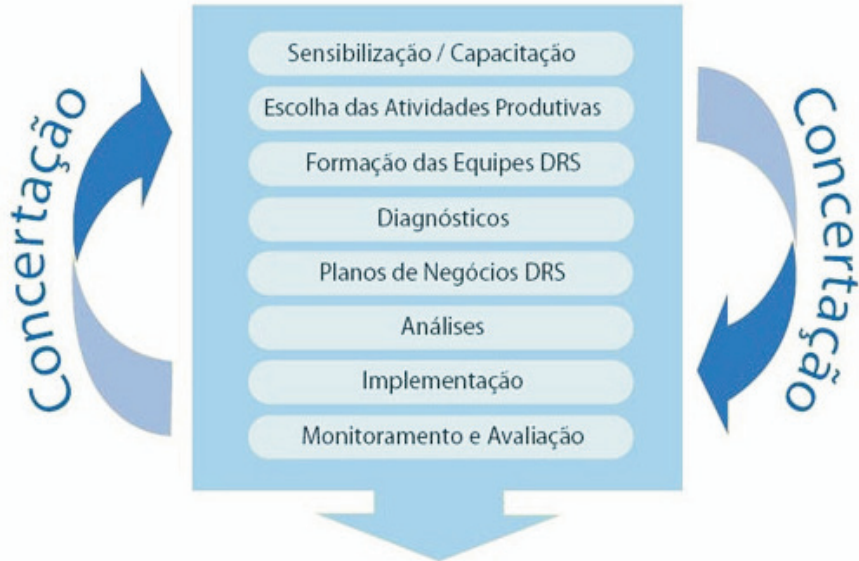 Concertação
Sensibilização / Capacitação
Escolha das Atividades Produtivas
Formação das Equipes DRS
Diagnósticos
Planos de Negócios DRS
Análises
Implementação
Monitoramento e Avaliação
Concertação